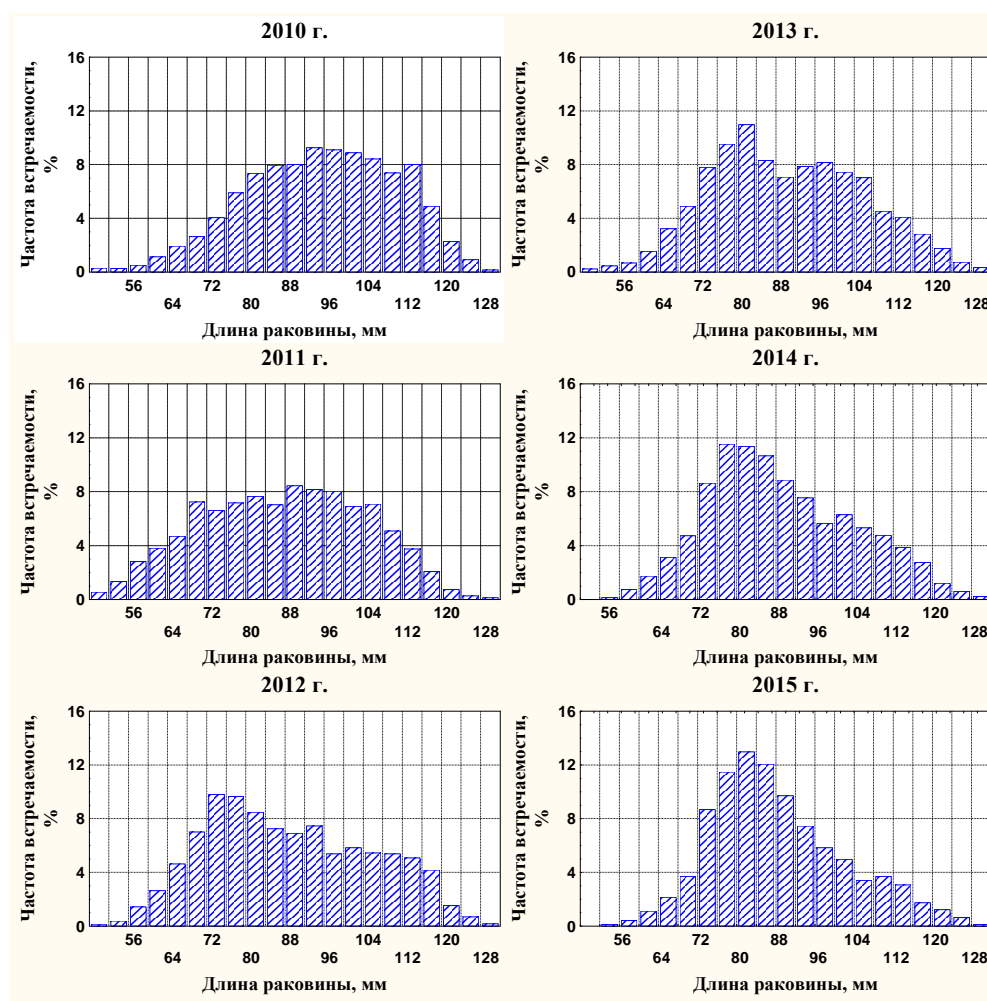 2010 г.
Частота встречаемости,
%
16
12
8
4
0
56 72 88 104 120
64 80 96 112 128
Длина раковины, мм
2013 г.
Частота встречаемости,
%
16
12
8
4
0
56 72 88 104 120
64 80 96 112 128
Длина раковины, мм
2011 г.
Частота встречаемости,
%
16
12
8
4
0
56 72 88 104 120
64 80 96 112 128
Длина раковины, мм
2014 г.
Частота встречаемости,
%
16
12
8
4
0
56 72 88 104 120
64 80 96 112 128
Длина раковины, мм
2012 г.
Частота встречаемости,
%
16
12
8
4
0
56 72 88 104 120
64 80 96 112 128
Длина раковины, мм
2015 г.
Частота встречаемости,
%
16
12
8
4
0
56 72 88 104 120
64 80 96 112 128
Длина раковины, мм